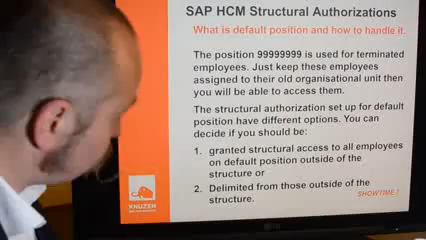 SAP HCM Structural Authorizations
What is default position and how to handle it.
The position 99999999 is used for terminated
employees. Just keep these employees
assigned to their old organisational unit then
you will be able to access them.
The structural authorization set up for default
position have different options. You can
decide if you should be:
1. granted structural access to all employees
on default position outside of the
structure or
2. Delimited from those outside of the
structure.
SHOWTIME !
KNUZEN